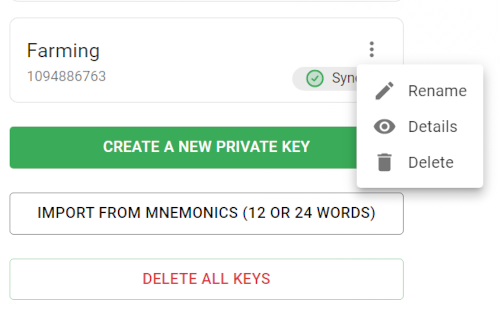 Farming
1094886763
Rename
Details
Delete
CREATE A NEW PRIVATE KEY
IMPORT FROM MNEMONICS (12 OR 24 WORDS)
DELETE ALL KEYS